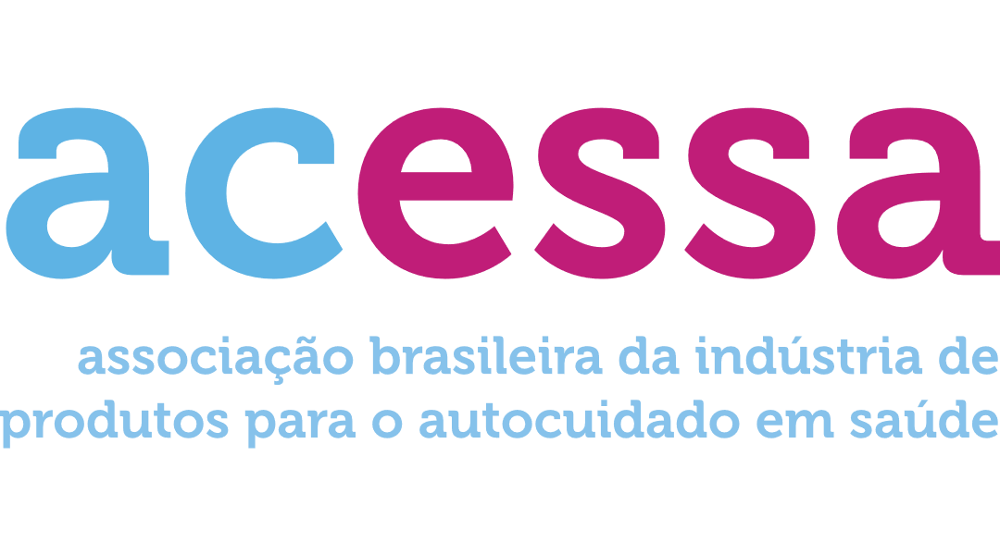 acessa
associação brasileira da indústria de
produtos para o autocuidado em saúde